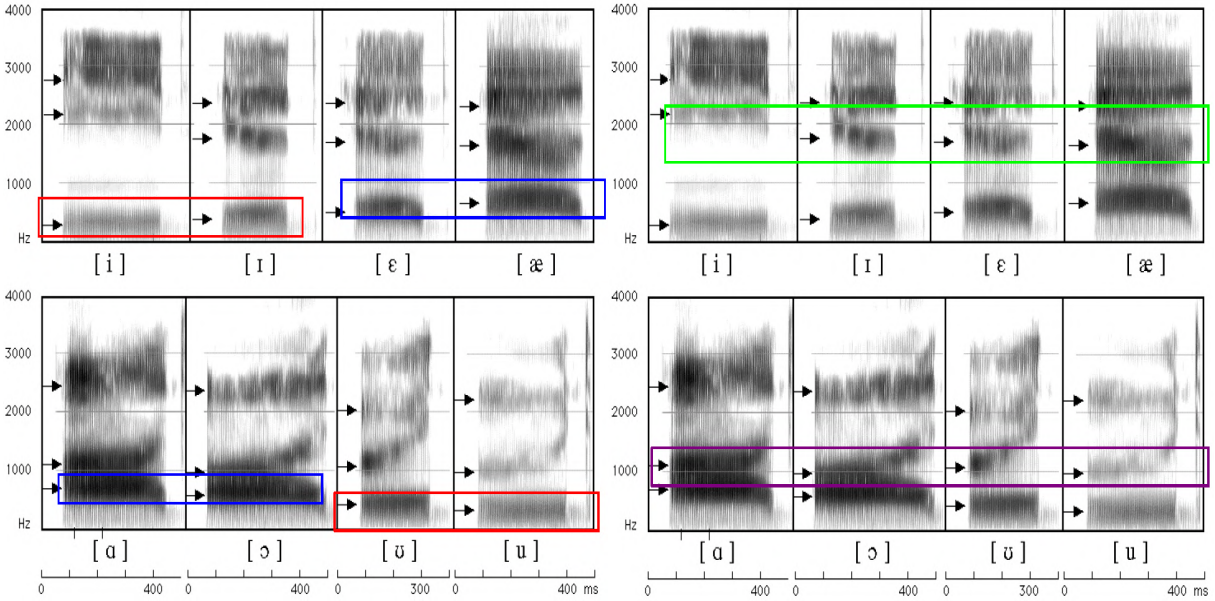 4000 4000
3000 3000
2000 2000
1000 1000
Hz Hz
[ i ] [ ɪ ] [ ɛ ] [ æ ] [ i ] [ ɪ ] [ ɛ ] [ æ ]
4000 4000
3000 3000
2000 2000
1000 1000
Hz Hz
[ ɑ ] [ ɔ ] [ ʊ ] [ u ] [ ɑ ] [ ɔ ] [ ʊ ] [ u ]
0 400 0 400 0 300 0 400 ms 0 400 0 400 0 300 0 400 ms